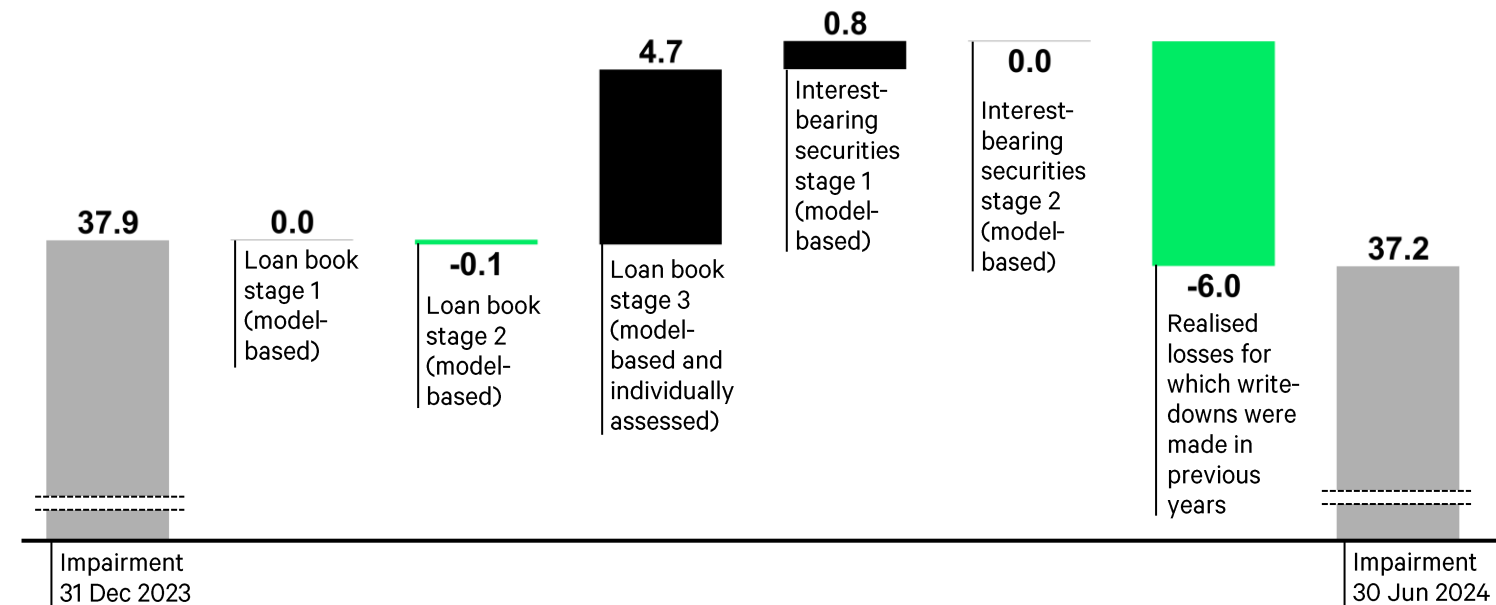 37.9
Impairment
31 Dec 2023
0.0
Loan book
stage 1
(model-
based)
-0.1
Loan book
stage 2
(model-
based)
4.7
Loan book
stage 3
(model-
based and
individually
assessed)
0.8
Interest-
bearing
securities
stage 1
(model-
based)
0.0
Interest-
bearing
securities
stage 2
(model-
based)
-6.0
Realised
losses for
which write-
downs were
made in
previous
years
37.2
Impairment
30 Jun 2024